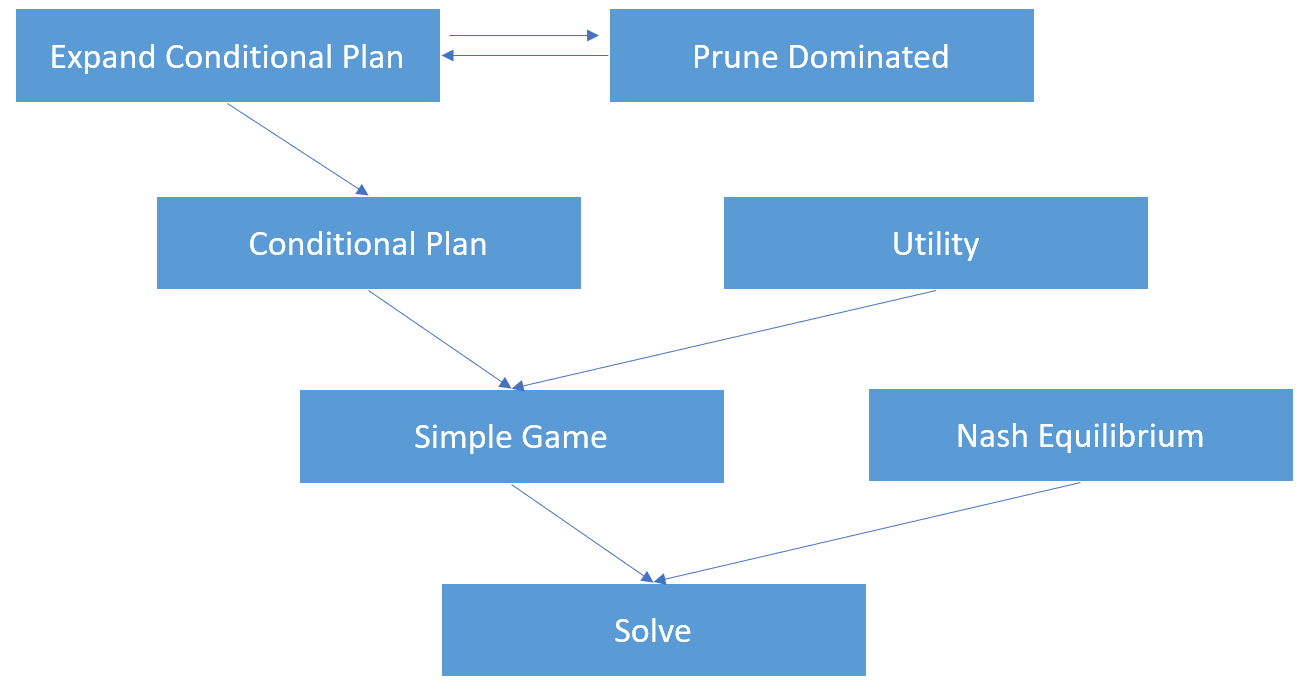 Expand Conditional Plan
Prune Dominated
Conditional Plan
Utility
Simple Game
Nash Equilibrium
Solve